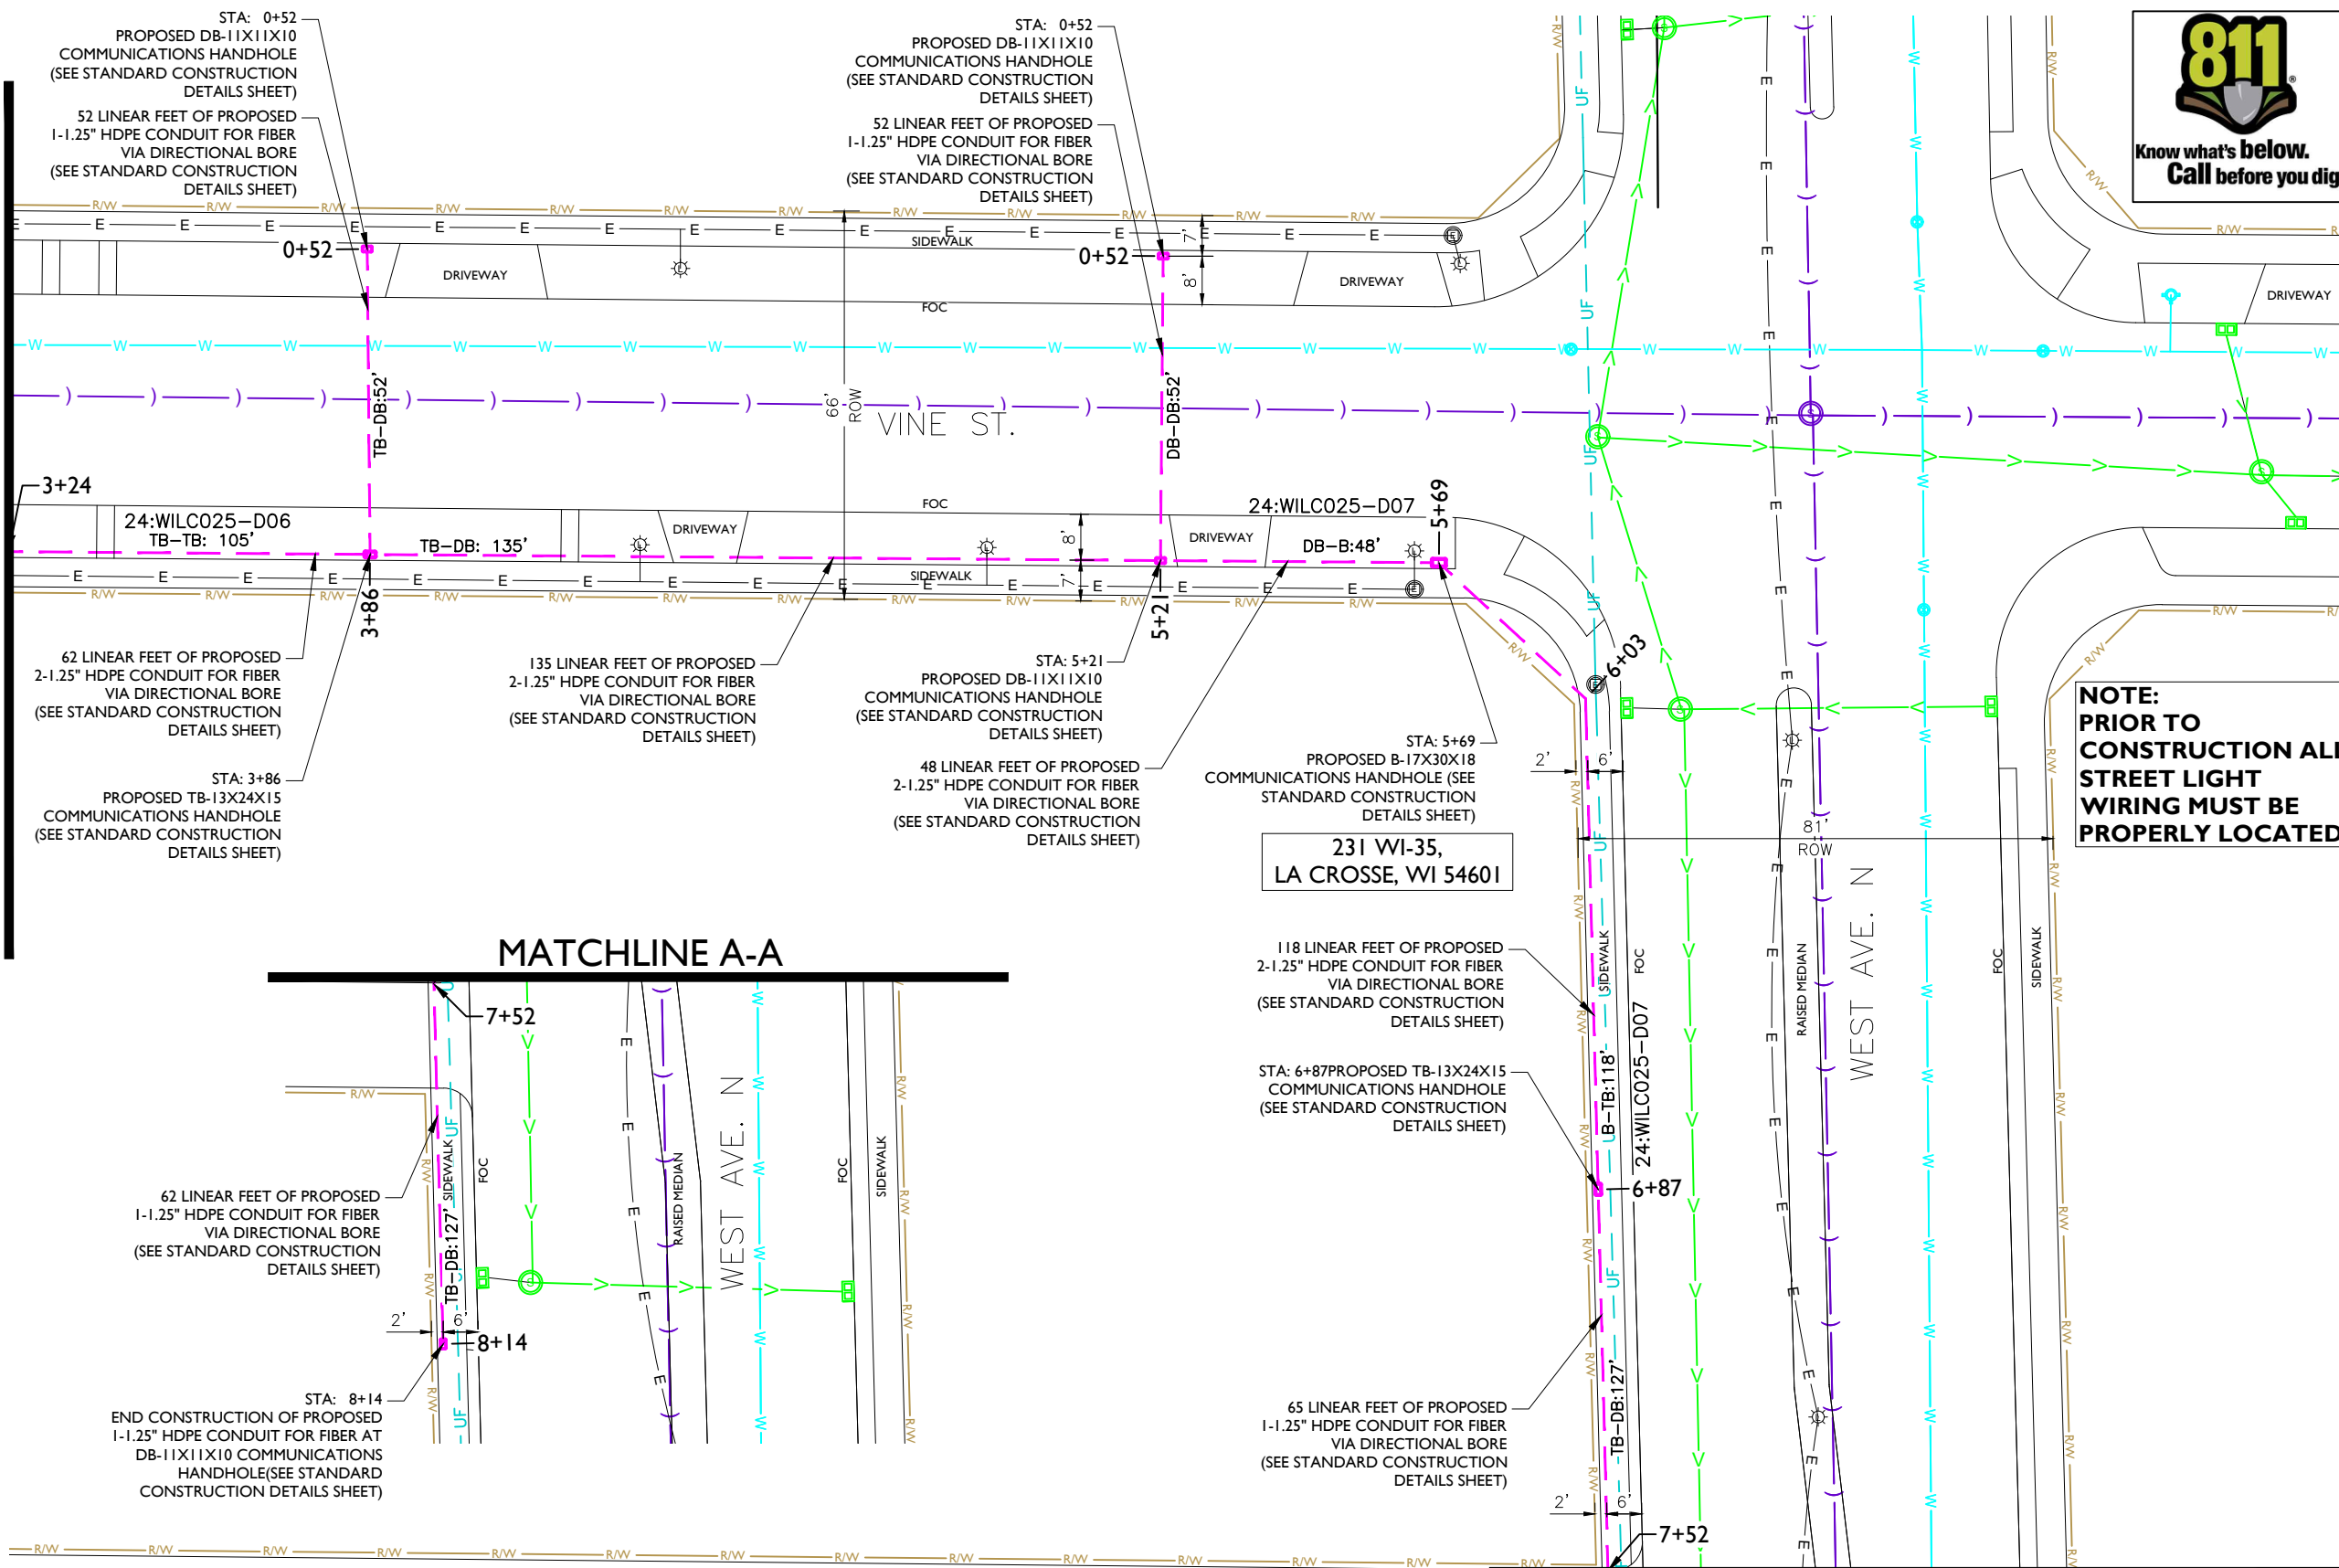 STA: 0+52
PROPOSED DB-11X11X10
COMMUNICATIONS HANDHOLE
(SEE STANDARD CONSTRUCTION
DETAILS SHEET)
52 LINEAR FEET OF PROPOSED
1-1.25" HDPE CONDUIT FOR FIBER
VIA DIRECTIONAL BORE
(SEE STANDARD CONSTRUCTION
DETAILS SHEET)
STA: 0+52
PROPOSED DB-11X11X10
COMMUNICATIONS HANDHOLE
(SEE STANDARD CONSTRUCTION
DETAILS SHEET)
52 LINEAR FEET OF PROPOSED
1-1.25" HDPE CONDUIT FOR FIBER
VIA DIRECTIONAL BORE
(SEE STANDARD CONSTRUCTION
DETAILS SHEET)
811
®
Know what's below.
Call before you dig
0+52
DRIVEWAY
SIDEWALK
0+52
7'
8'
DRIVEWAY
DRIVEWAY
FOC
TB-DB:52'
66'
ROW
VINE ST.
DB-DB:52'
3+24
24:WILC025-D06
TB-TB: 105'
TB-DB: 135'
DRIVEWAY
FOC
8'
7'
SIDEWALK
DRIVEWAY
24:WILC025-D07
DB-B:48'
5+69
3+86
5+21
6+03
62 LINEAR FEET OF PROPOSED
2-1.25" HDPE CONDUIT FOR FIBER
VIA DIRECTIONAL BORE
(SEE STANDARD CONSTRUCTION
DETAILS SHEET)
STA: 3+86
PROPOSED TB-13X24X15
COMMUNICATIONS HANDHOLE
(SEE STANDARD CONSTRUCTION
DETAILS SHEET)
135 LINEAR FEET OF PROPOSED
2-1.25" HDPE CONDUIT FOR FIBER
VIA DIRECTIONAL BORE
(SEE STANDARD CONSTRUCTION
DETAILS SHEET)
STA: 5+21
PROPOSED DB-11X11X10
COMMUNICATIONS HANDHOLE
(SEE STANDARD CONSTRUCTION
DETAILS SHEET)
48 LINEAR FEET OF PROPOSED
2-1.25" HDPE CONDUIT FOR FIBER
VIA DIRECTIONAL BORE
(SEE STANDARD CONSTRUCTION
DETAILS SHEET)
STA: 5+69
PROPOSED B-17X30X18
COMMUNICATIONS HANDHOLE (SEE
STANDARD CONSTRUCTION
DETAILS SHEET)
231 WI-35,
LA CROSSE, WI 54601
2'
6'
81'
ROW
NOTE:
PRIOR TO
CONSTRUCTION ALL
STREET LIGHT
WIRING MUST BE
PROPERLY LOCATED
118 LINEAR FEET OF PROPOSED
2-1.25" HDPE CONDUIT FOR FIBER
VIA DIRECTIONAL BORE
(SEE STANDARD CONSTRUCTION
DETAILS SHEET)
STA: 6+87PROPOSED TB-13X24X15
COMMUNICATIONS HANDHOLE
(SEE STANDARD CONSTRUCTION
DETAILS SHEET)
65 LINEAR FEET OF PROPOSED
1-1.25" HDPE CONDUIT FOR FIBER
VIA DIRECTIONAL BORE
(SEE STANDARD CONSTRUCTION
DETAILS SHEET)
SIDEWALK
FOC
B-TB:118'
24:WILC025-D07
6+87
TB-DB:127'
2'
6'
7+52
RAISED MEDIAN
WEST AVE. N
FOC
SIDEWALK
MATCHLINE A-A
7+52
62 LINEAR FEET OF PROPOSED
1-1.25" HDPE CONDUIT FOR FIBER
VIA DIRECTIONAL BORE
(SEE STANDARD CONSTRUCTION
DETAILS SHEET)
SIDEWALK
TB-DB:127'
FOC
RAISED MEDIAN
WEST AVE. N
FOC
SIDEWALK
2'
6'
8+14
STA: 8+14
END CONSTRUCTION OF PROPOSED
1-1.25" HDPE CONDUIT FOR FIBER AT
DB-11X11X10 COMMUNICATIONS
HANDHOLE(SEE STANDARD
CONSTRUCTION DETAILS SHEET)